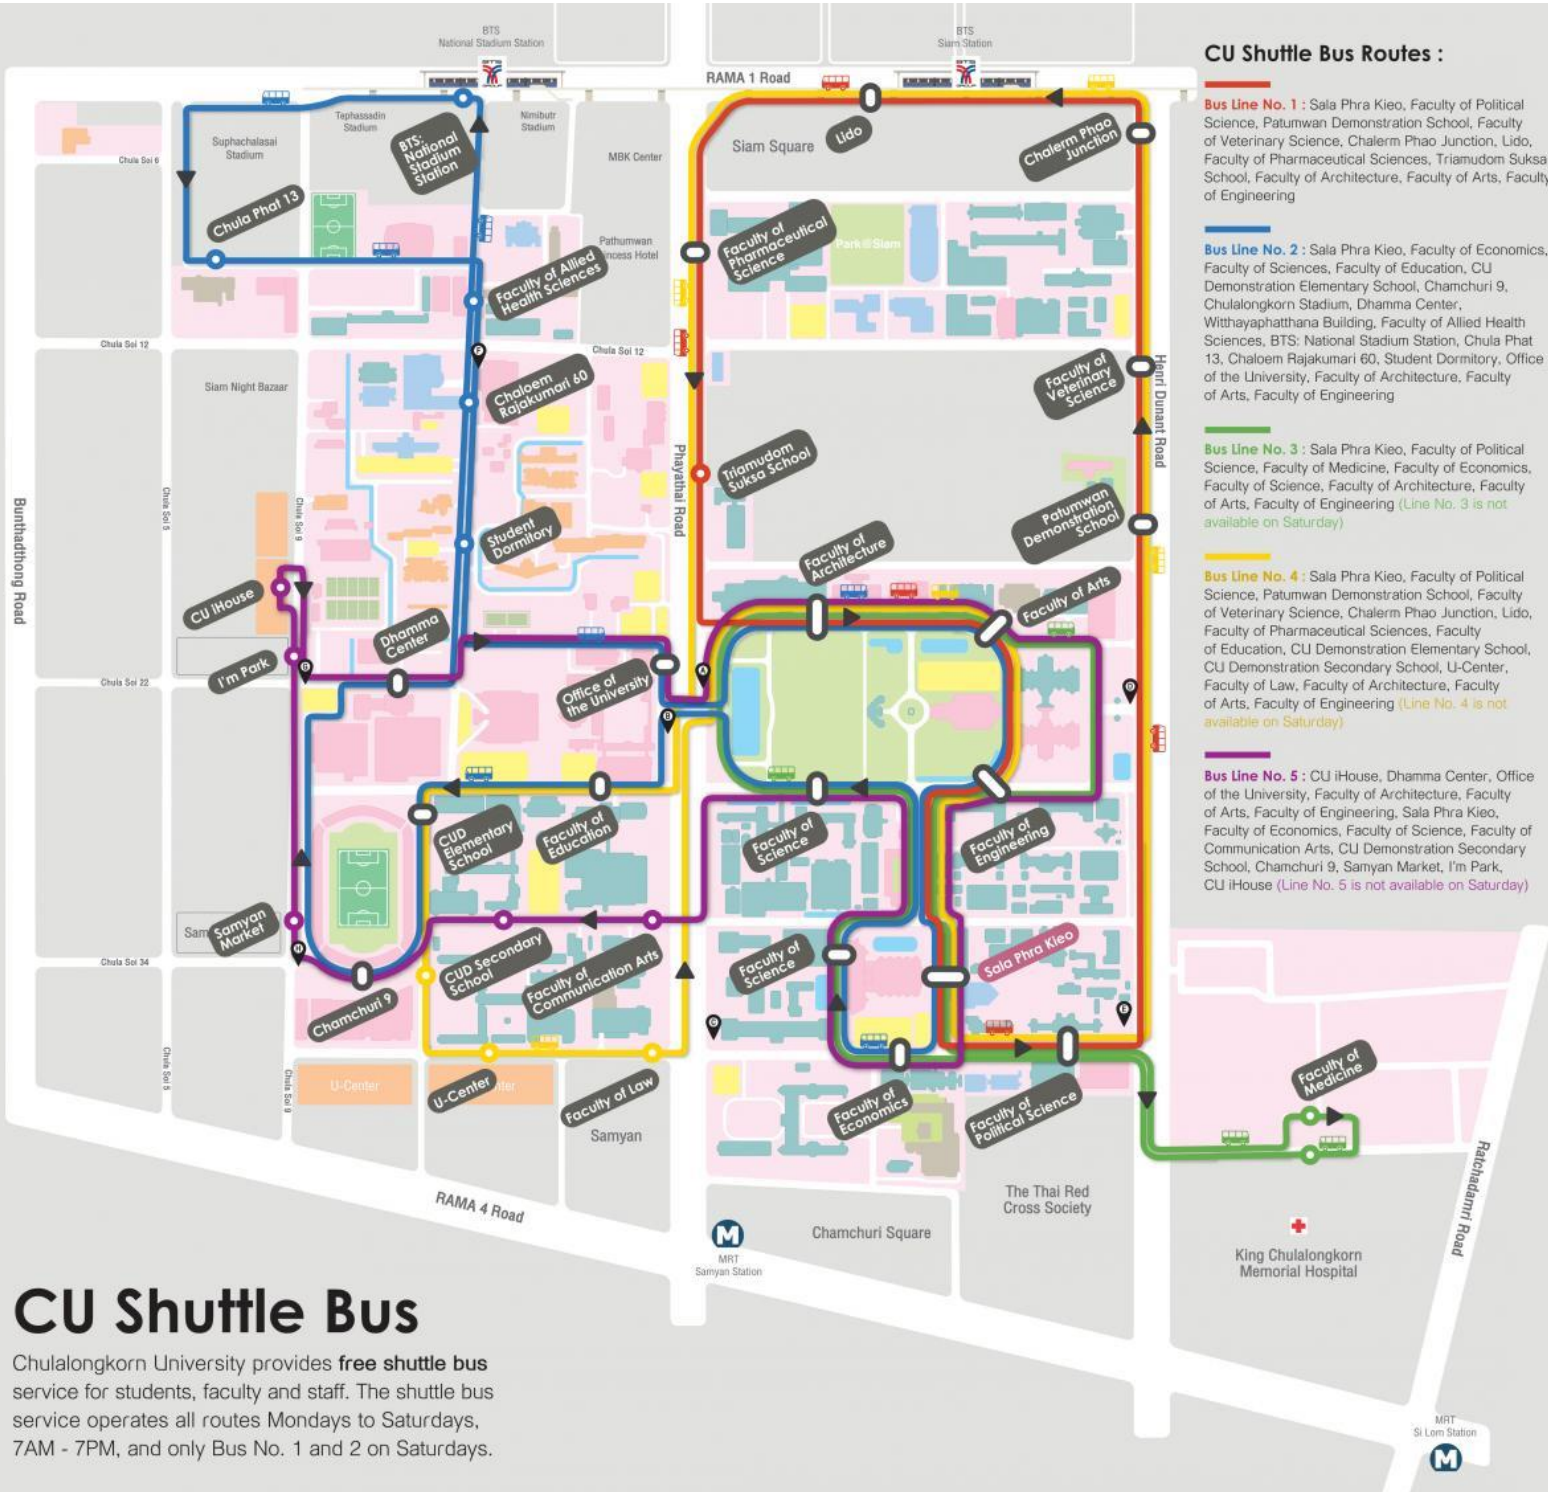 BTS
National Stadium Station
BTS
Siam Station
RAMA 1 Road
CU Shuttle Bus Routes :
Bus Line No. 1 : Sala Phra Kieo, Faculty of Political
Science, Patumwan Demonstration School, Faculty
of Veterinary Science, Chalerm Phao Junction, Lido,
Faculty of Pharmaceutical Sciences, Triamudom Suksa
School, Faculty of Architecture, Faculty of Arts, Faculty
of Engineering
Bus Line No. 2 : Sala Phra Kieo, Faculty of Economics,
Faculty of Sciences, Faculty of Education, CU
Demonstration Elementary School, Chamchuri 9,
Chulalongkorn Stadium, Dhamma Center,
Witthayaphatthana Building, Faculty of Allied Health
Sciences, BTS: National Stadium Station, Chula Phat
13, Chaloem Rajakumari 60, Student Dormitory, Office
of the University, Faculty of Architecture, Faculty
of Arts, Faculty of Engineering
Bus Line No. 3 : Sala Phra Kieo, Faculty of Political
Science, Faculty of Medicine, Faculty of Economics,
Faculty of Science, Faculty of Architecture, Faculty
of Arts, Faculty of Engineering (Line No. 3 is not
available on Saturday)
Bus Line No. 4 : Sala Phra Kieo, Faculty of Political
Science, Patumwan Demonstration School, Faculty
of Veterinary Science, Chalerm Phao Junction, Lido,
Faculty of Pharmaceutical Sciences, Faculty
of Education, CU Demonstration Elementary School,
CU Demonstration Secondary School, U-Center,
Faculty of Law, Faculty of Architecture, Faculty
of Arts, Faculty of Engineering (Line No. 4 is not
available on Saturday)
Bus Line No. 5 : CU iHouse, Dhamma Center, Office
of the University, Faculty of Architecture, Faculty
of Arts, Faculty of Engineering, Sala Phra Kieo,
Faculty of Economics, Faculty of Science, Faculty of
Communication Arts, CU Demonstration Secondary
School, Chamchuri 9, Samyan Market, I'm Park,
CU iHouse (Line No. 5 is not available on Saturday)
Suphachalasai
Stadium
Tephassadin
Stadium
BTS:
National
Stadium
Station
Nimibutr
Stadium
MBK Center
Siam Square
Lido
Chalerm Phao
Junction
Chula Soi 6
Chula Phat 13
Faculty of Allied
Health Sciences
Pathumwan
Princess Hotel
Faculty of
Pharmaceutical
Science
Park@Siam
Chula Soi 12
Chula Soi 12
Siam Night Bazaar
Chaloem
Rajakumari 60
Faculty of
Veterinary
Science
Henri Dunant Road
Phayathai Road
Triamudom
Suksa School
Patumwan
Demonstration
School
Bunthadthong Road
Chula Soi 5
Chula Soi 9
Student
Dormitory
Faculty of
Architecture
Faculty of Arts
CU iHouse
I'm Park
Dhamma
Center
Office of
the University
Chula Soi 22
G
F
A
B
D
CUD
Elementary
School
Faculty of
Education
Faculty of
Science
Faculty of
Engineering
Sam
Samyan
Market
H
Chula Soi 34
Chamchuri 9
CUD Secondary
School
Faculty of
Communication Arts
Faculty of
Science
Sala Phra Kieo
C
E
Chula Soi 5
Chula Soi 9
U-Center
U-Center
nter
Faculty of Law
Samyan
Faculty of
Economics
Faculty of
Political Science
Faculty of
Medicine
Ratchadamri Road
RAMA 4 Road
The Thai Red
Cross Society
Chamchuri Square
M
MRT
Samyan Station
King Chulalongkorn
Memorial Hospital
CU Shuttle Bus
Chulalongkorn University provides free shuttle bus
service for students, faculty and staff. The shuttle bus
service operates all routes Mondays to Saturdays,
7AM - 7PM, and only Bus No. 1 and 2 on Saturdays.
MRT
Si Lom Station
M